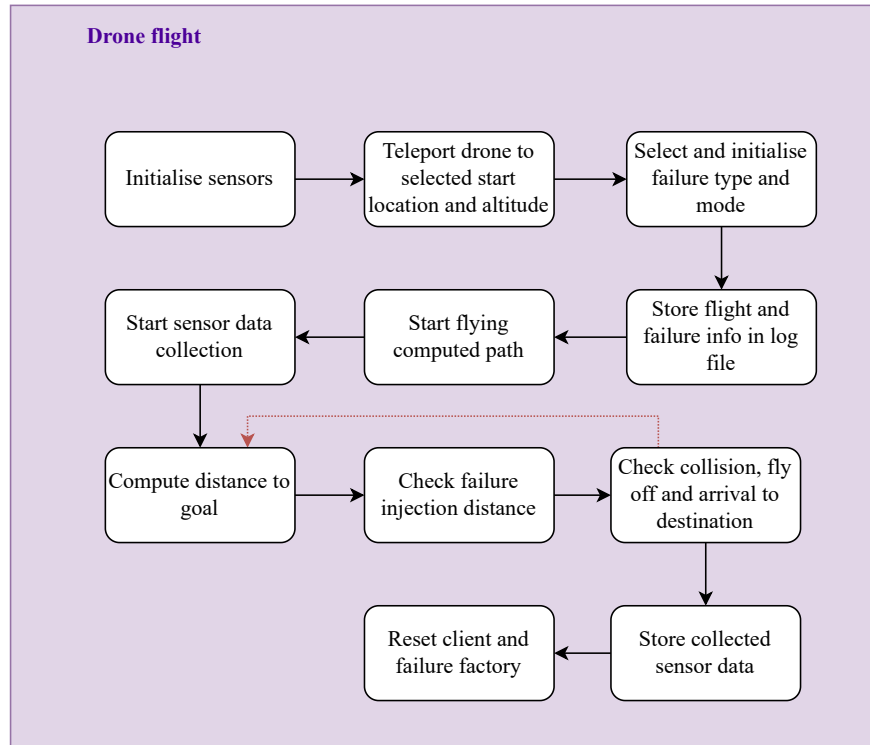 Drone flight
Initialise sensors
Teleport drone to
selected start
location and altitude
Select and initialise
failure type and
mode
Start sensor data
collection
Start flying
computed path
Store flight and
failure info in log
file
Compute distance to
goal
Check failure
injection distance
Check collision, fly
off and arrival to
destination
Reset client and
failure factory
Store collected
sensor data